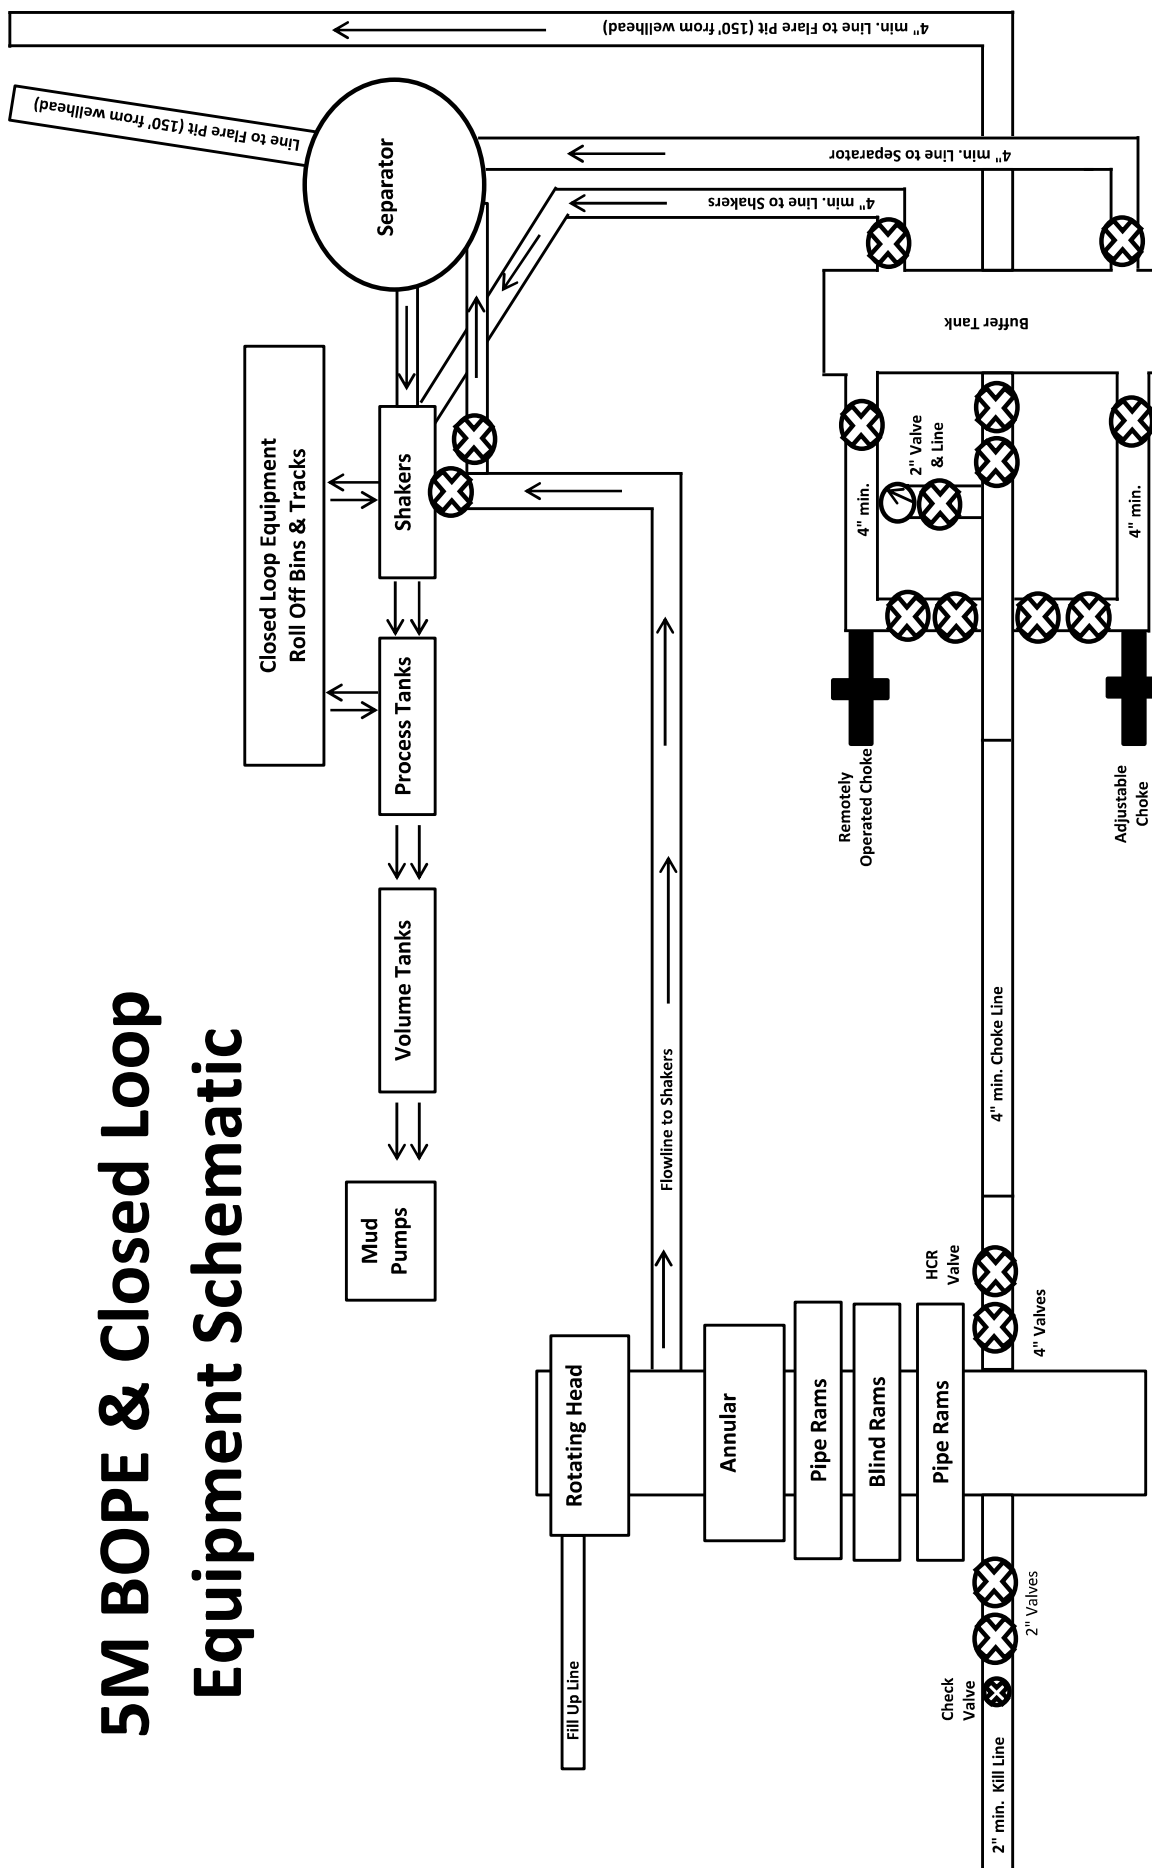 5M BOPE & Closed Loop
Equipment Schematic
Closed Loop Equipment
Roll Off Bins & Tracks
Mud
Pumps
Volume Tanks
Process Tanks
Shakers
Separator
Line to Flare Pit (150' from wellhead)
4" min. Line to Flare Pit (150' from wellhead)
4" min. Line to Separator
4" min. Line to Shakers
Fill Up Line
Rotating Head
Flowline to Shakers
Annular
Pipe Rams
Blind Rams
Pipe Rams
Remotely
Operated Choke
4" min.
2" Valve
& Line
Buffer Tank
2" min. Kill Line
Check
Valve
2" Valves
HCR
Valve
4" Valves
4" min. Choke Line
Adjustable
Choke
4" min.